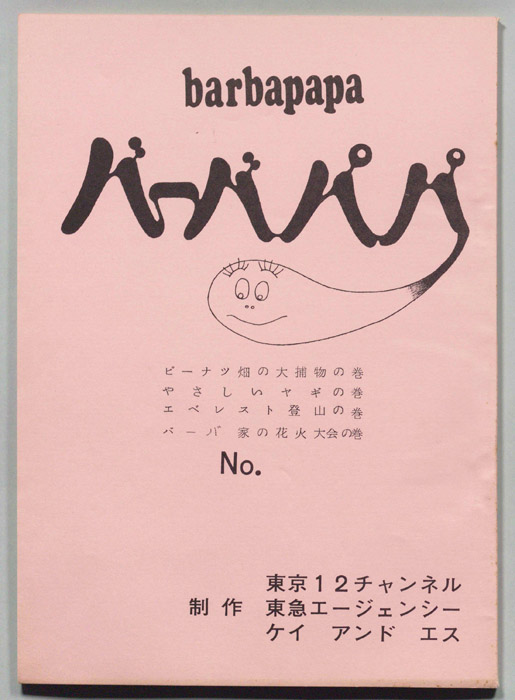 barbapapa
バーバパパ
ピーナツ畑の大捕物の巻
やさしいヤギの巻
エベレスト登山の巻
バーバ家の花火大会の巻
No.
東京12チャンネル
制作 東急エージェンシー
ケイ アンド エス